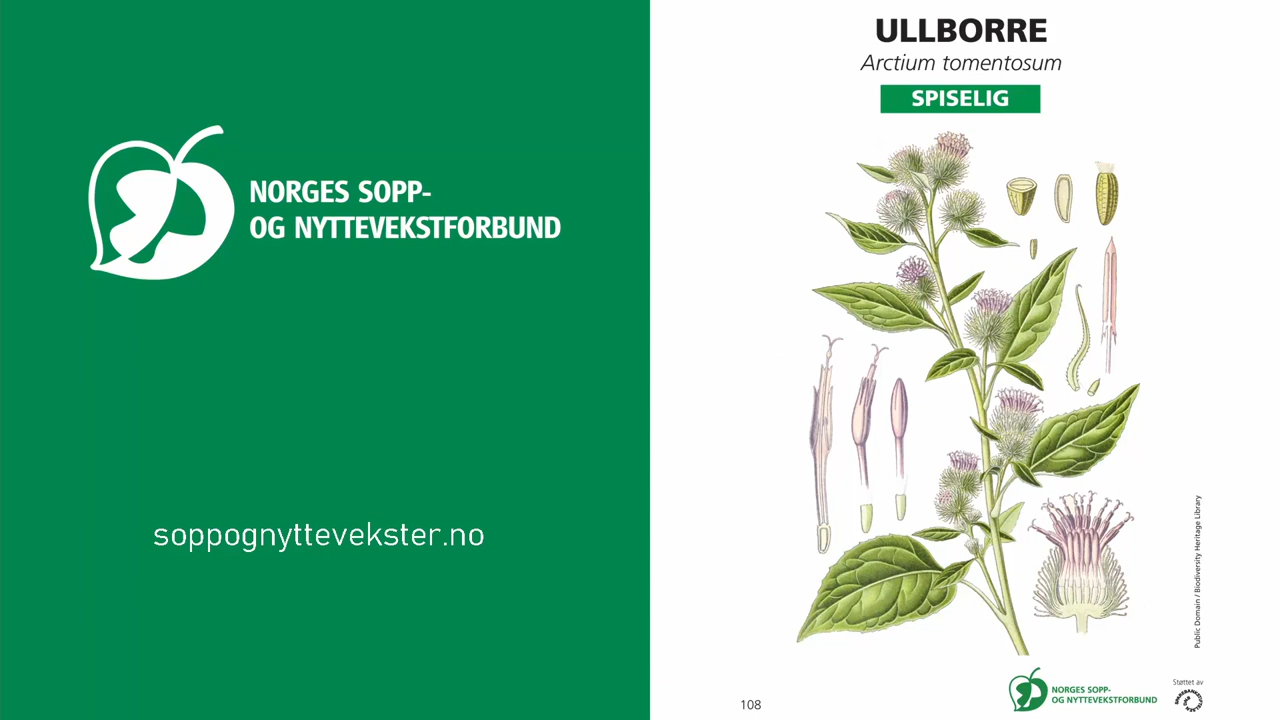 NORGES SOPP-
OG NYTTEVEKSTFORBUND
soppognyttevekster.no
ULLBORRE
Arctium tomentosum
SPISELIG
Public Domain / Biodiversity Heritage Library
108
NORGES SOPP-
OG NYTTEVEKSTFORBUND
Støttet av